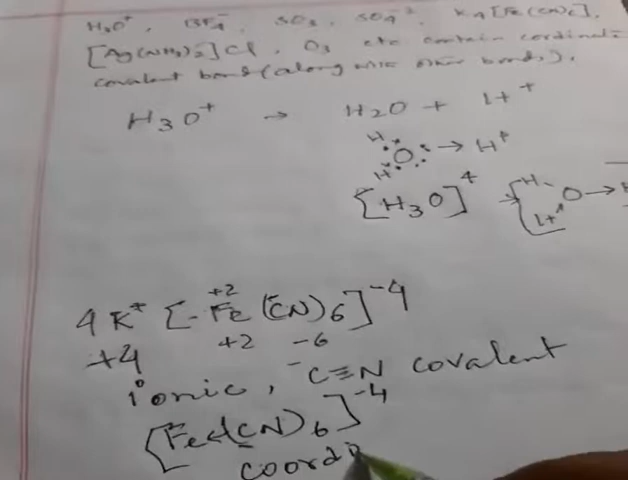 H₃O⁺, BF₄⁻, SO₃, SO₄⁻², K₄[Fe(CN)₆],
[Ag(NH₃)₂]Cl, O₃ etc contain cordinate
covalent bond (along with other bonds).
H₃O⁺ → H₂O + H⁺
H O → H⁺
H
[H₃O]⁺ → [H O →
H
4K⁺ [Fe⁺² (CN)₆]⁻⁴
+4 +2 -6
ionic, ⁻C≡N covalent
[Fe(CN)₆]⁻⁴
coord